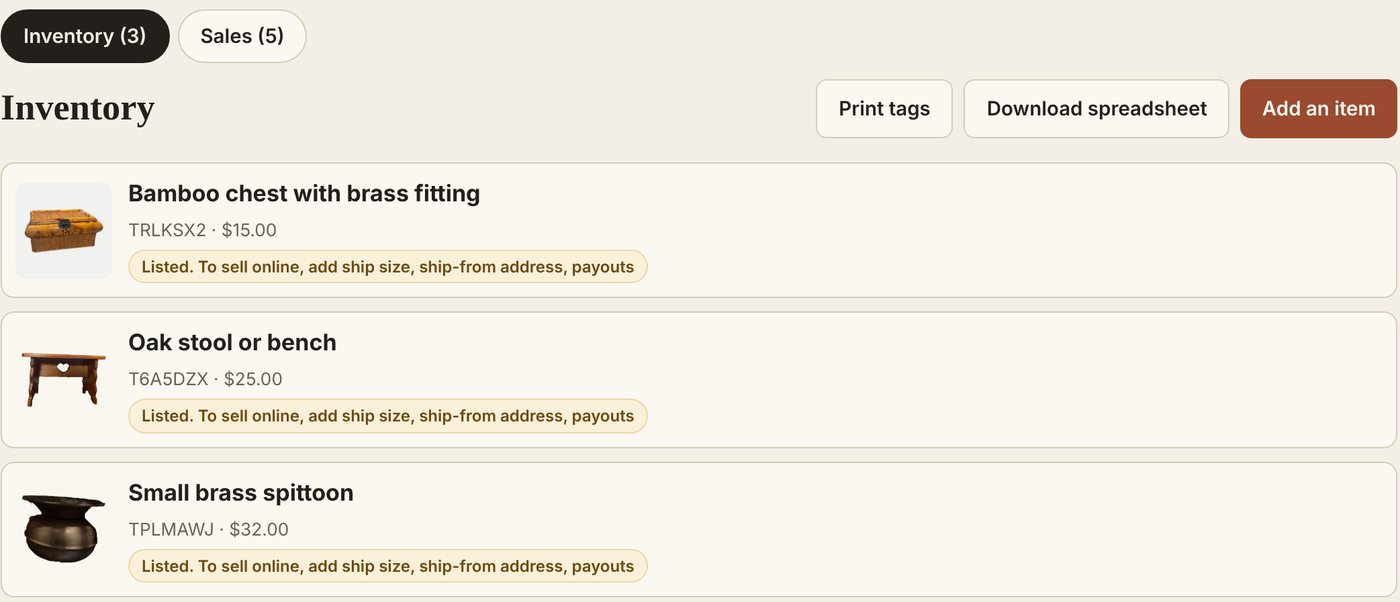 Inventory (3)
Sales (5)
Inventory
Print tags
Download spreadsheet
Add an item
Bamboo chest with brass fitting
TRLKSX2 · $15.00
Listed. To sell online, add ship size, ship-from address, payouts
Oak stool or bench
T6A5DZX · $25.00
Listed. To sell online, add ship size, ship-from address, payouts
Small brass spittoon
TPLMAWJ · $32.00
Listed. To sell online, add ship size, ship-from address, payouts